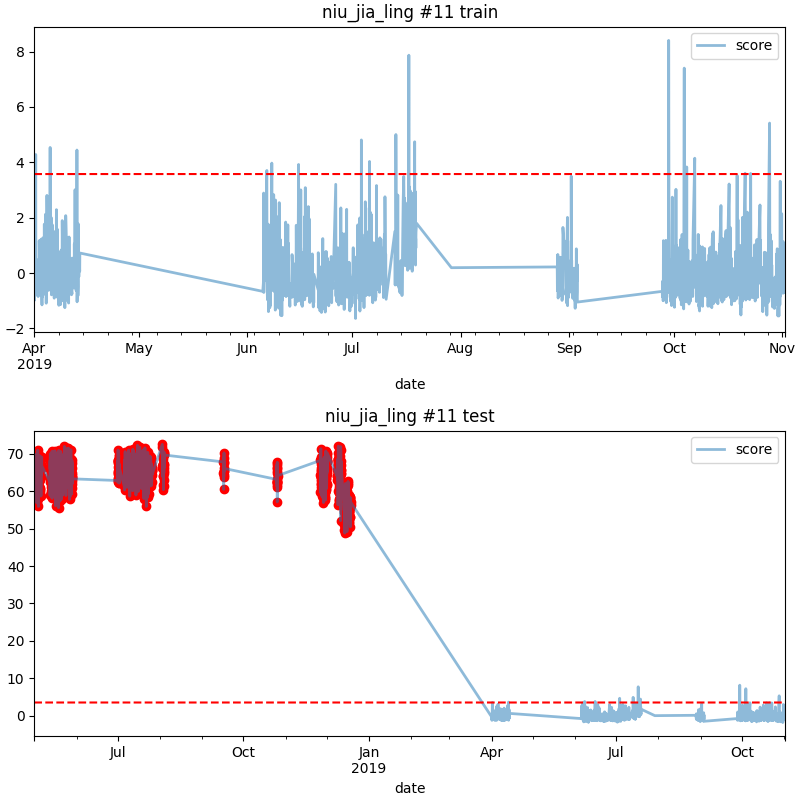 niu_jia_ling #11 train
score
8
6
4
2
0
−2
Apr May Jun Jul Aug Sep Oct Nov
2019
date
niu_jia_ling #11 test
score
70
60
50
40
30
20
10
0
Jul Oct Jan Apr Jul Oct
2019
date